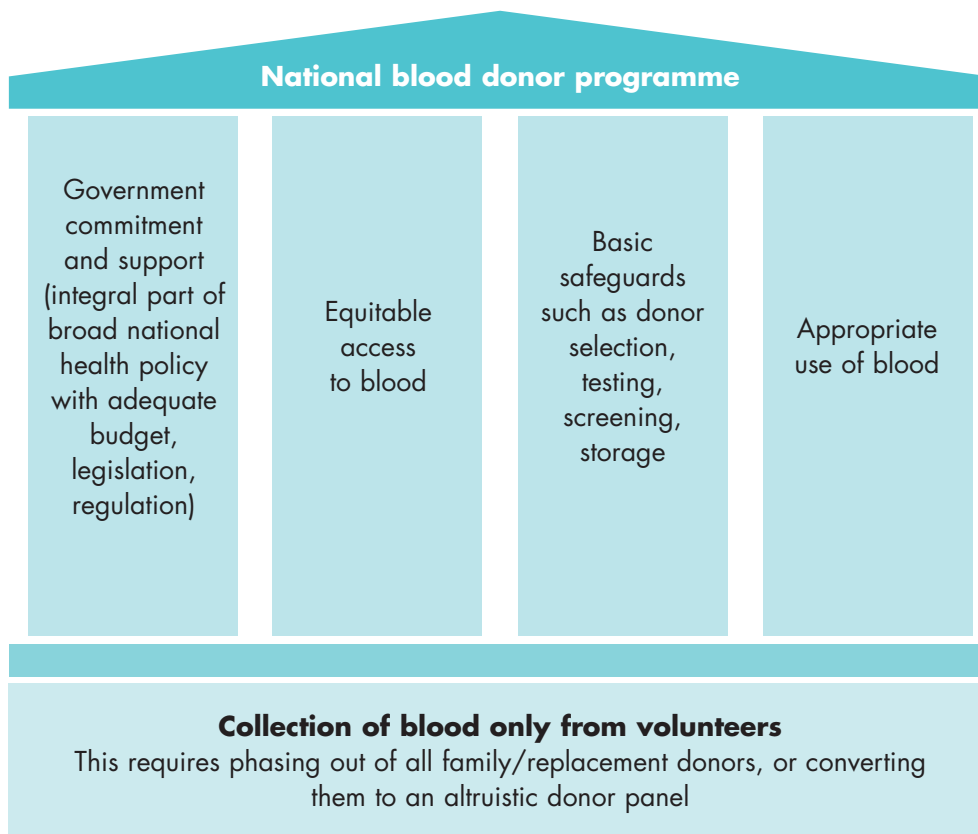 National blood donor programme
Government
commitment
and support
(integral part of
broad national
health policy
with adequate
budget,
legislation,
regulation)
Equitable
access
to blood
Basic
safeguards
such as donor
selection,
testing,
screening,
storage
Appropriate
use of blood
Collection of blood only from volunteers
This requires phasing out of all family/replacement donors, or converting
them to an altruistic donor panel